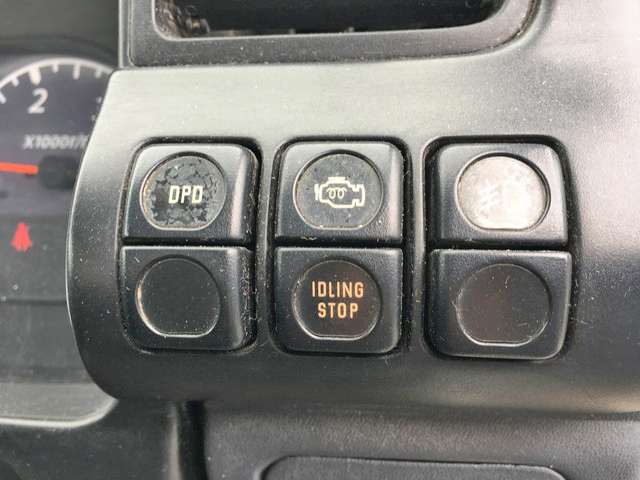 2
X1000r/
DPD
IDLING
STOP